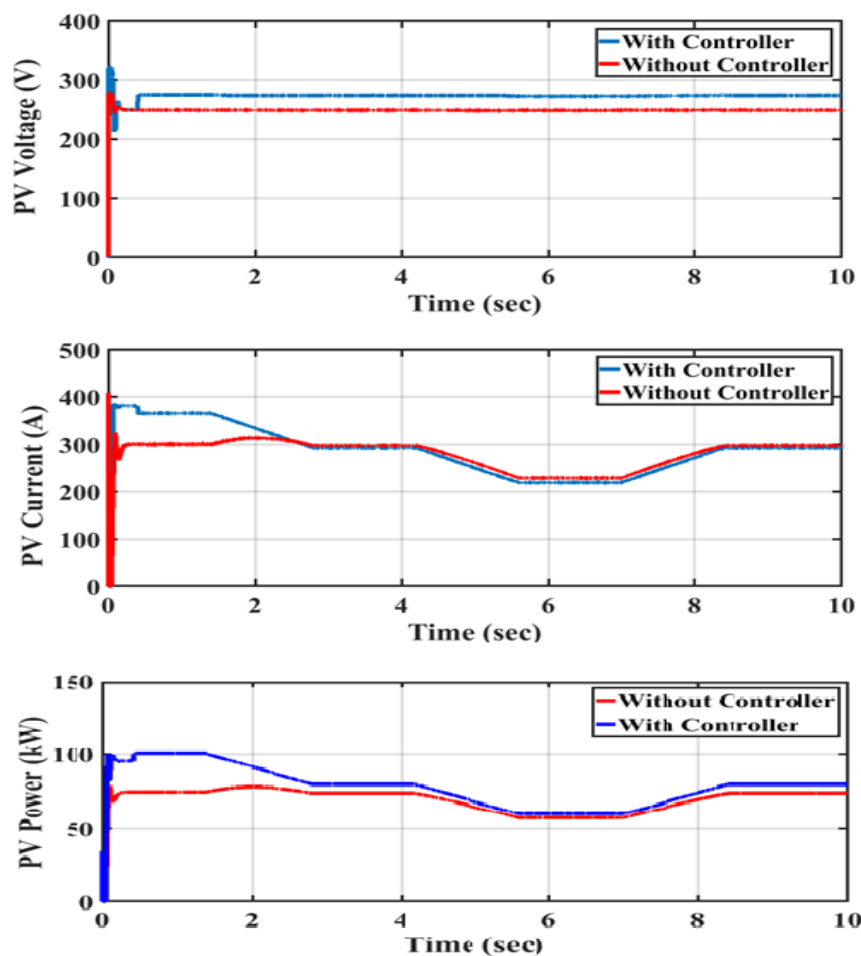 400
300
200
100
0
PV Voltage (V)
With Controller
Without Controller
0 2 4 6 8 10
Time (sec)
500
400
300
200
100
0
PV Current (A)
With Controller
Without Controller
0 2 4 6 8 10
Time (sec)
150
100
50
0
PV Power (kW)
Without Controller
With Controller
0 2 4 6 8 10
Time (sec)